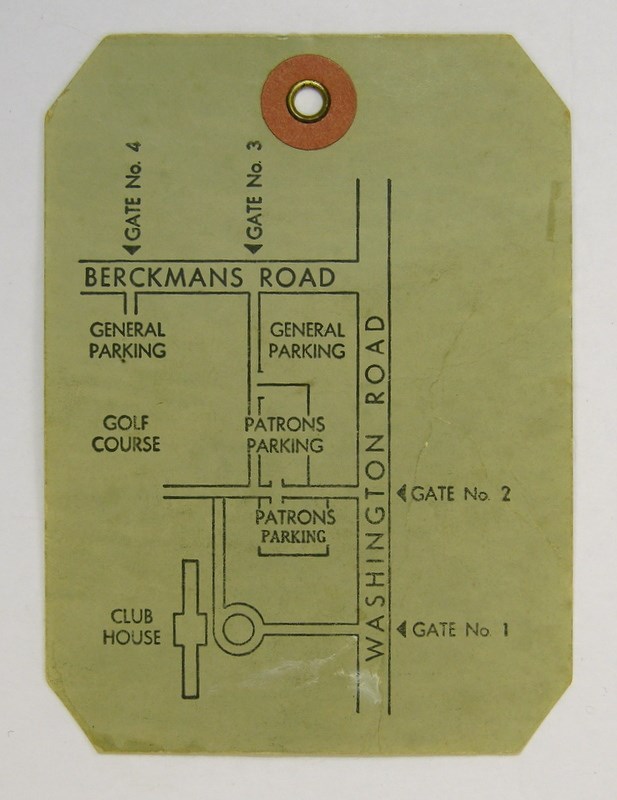 GATE No. 4
GATE No. 3
BERCKMANS ROAD
GENERAL
PARKING
GENERAL
PARKING
WASHINGTON ROAD
GOLF
COURSE
PATRONS
PARKING
GATE No. 2
PATRONS
PARKING
CLUB
HOUSE
GATE No. 1